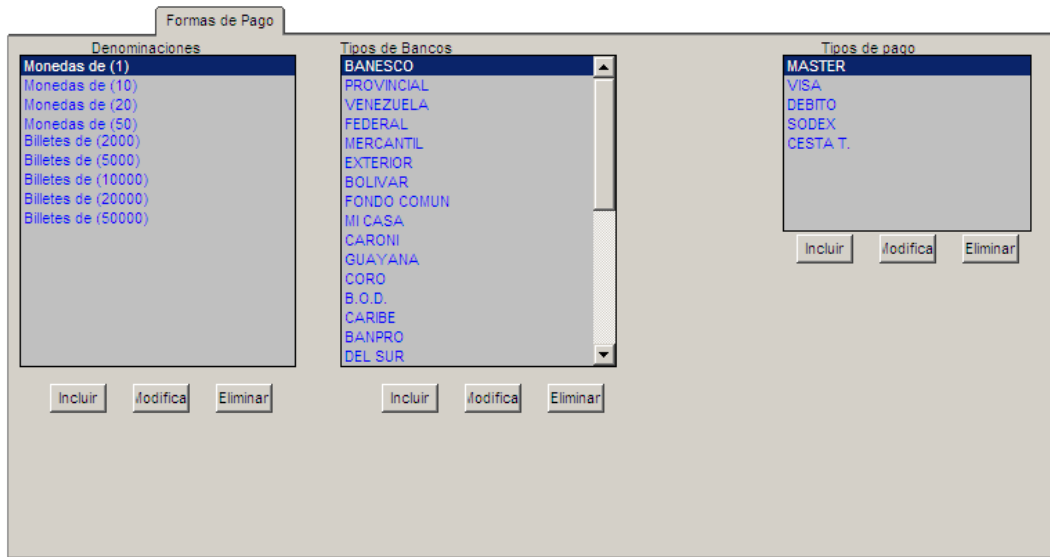 Formas de Pago
Denominaciones
Monedas de (1)
Monedas de (10)
Monedas de (20)
Monedas de (50)
Billetes de (2000)
Billetes de (5000)
Billetes de (10000)
Billetes de (20000)
Billetes de (50000)
Incluir
Modifica
Eliminar
Tipos de Bancos
BANESCO
PROVINCIAL
VENEZUELA
FEDERAL
MERCANTIL
EXTERIOR
BOLIVAR
FONDO COMUN
MI CASA
CARONI
GUAYANA
CORO
B.O.D.
CARIBE
BANPRO
DEL SUR
Incluir
Modifica
Eliminar
Tipos de pago
MASTER
VISA
DEBITO
SODEX
CESTA T.
Incluir
Modifica
Eliminar